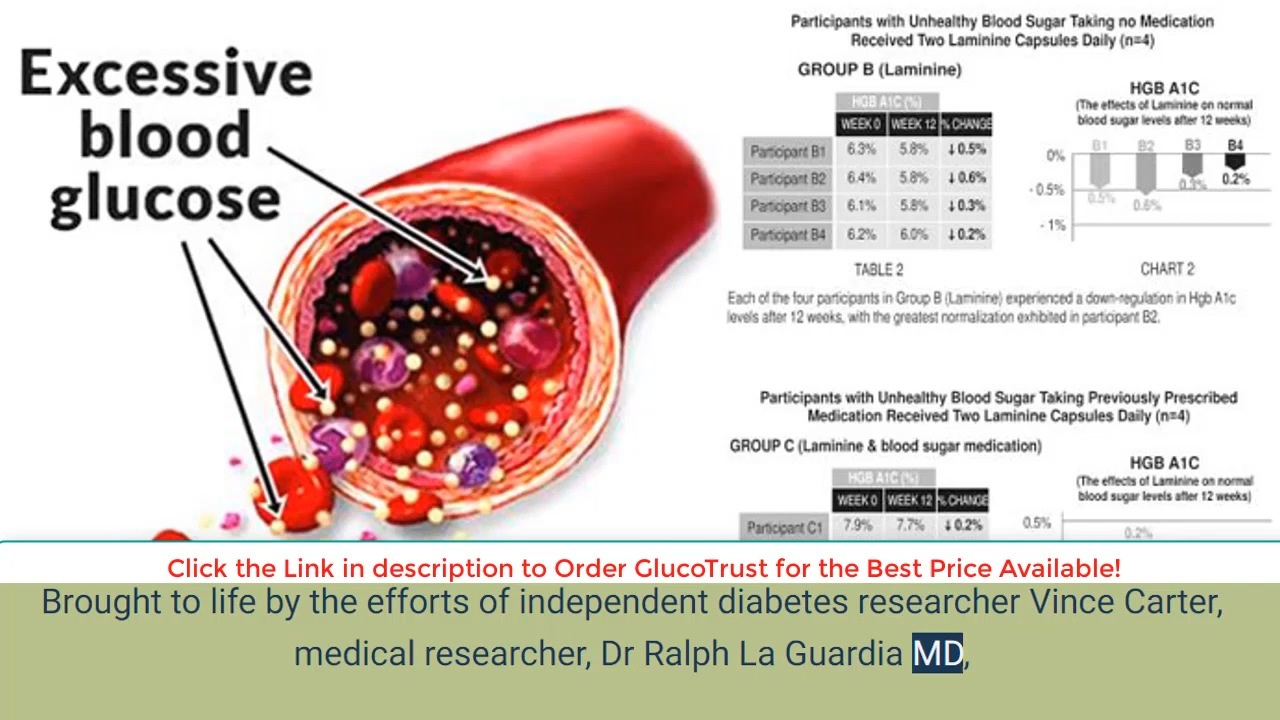 Excessive
blood
glucose
Participants with Unhealthy Blood Sugar Taking no Medication
Received Two Laminine Capsules Daily (n=4)
GROUP B (Laminine)
HGB A1C (%)
WEEK 0 WEEK 12 % CHANGE
Participant B1 6.3% 5.8% ↓0.5%
Participant B2 6.4% 5.8% ↓0.6%
Participant B3 6.1% 5.8% ↓0.3%
Participant B4 6.2% 6.0% ↓0.2%
TABLE 2
HGB A1C
(The effects of Laminine on normal
blood sugar levels after 12 weeks)
B1 B2 B3 B4
0%
- 0.5%
- 1%
0.5% 0.6% 0.3% 0.2%
CHART 2
Each of the four participants in Group B (Laminine) experienced a down-regulation in Hgb A1c
levels after 12 weeks, with the greatest normalization exhibited in participant B2.
Participants with Unhealthy Blood Sugar Taking Previously Prescribed
Medication Received Two Laminine Capsules Daily (n=4)
GROUP C (Laminine & blood sugar medication)
HGB A1C (%)
WEEK 0 WEEK 12 % CHANGE
Participant C1 7.9% 7.7% ↓0.2%
HGB A1C
(The effects of Laminine on normal
blood sugar levels after 12 weeks)
0.5%
0.2%
Click the Link in description to Order GlucoTrust for the Best Price Available!
Brought to life by the efforts of independent diabetes researcher Vince Carter,
medical researcher, Dr Ralph La Guardia MD,